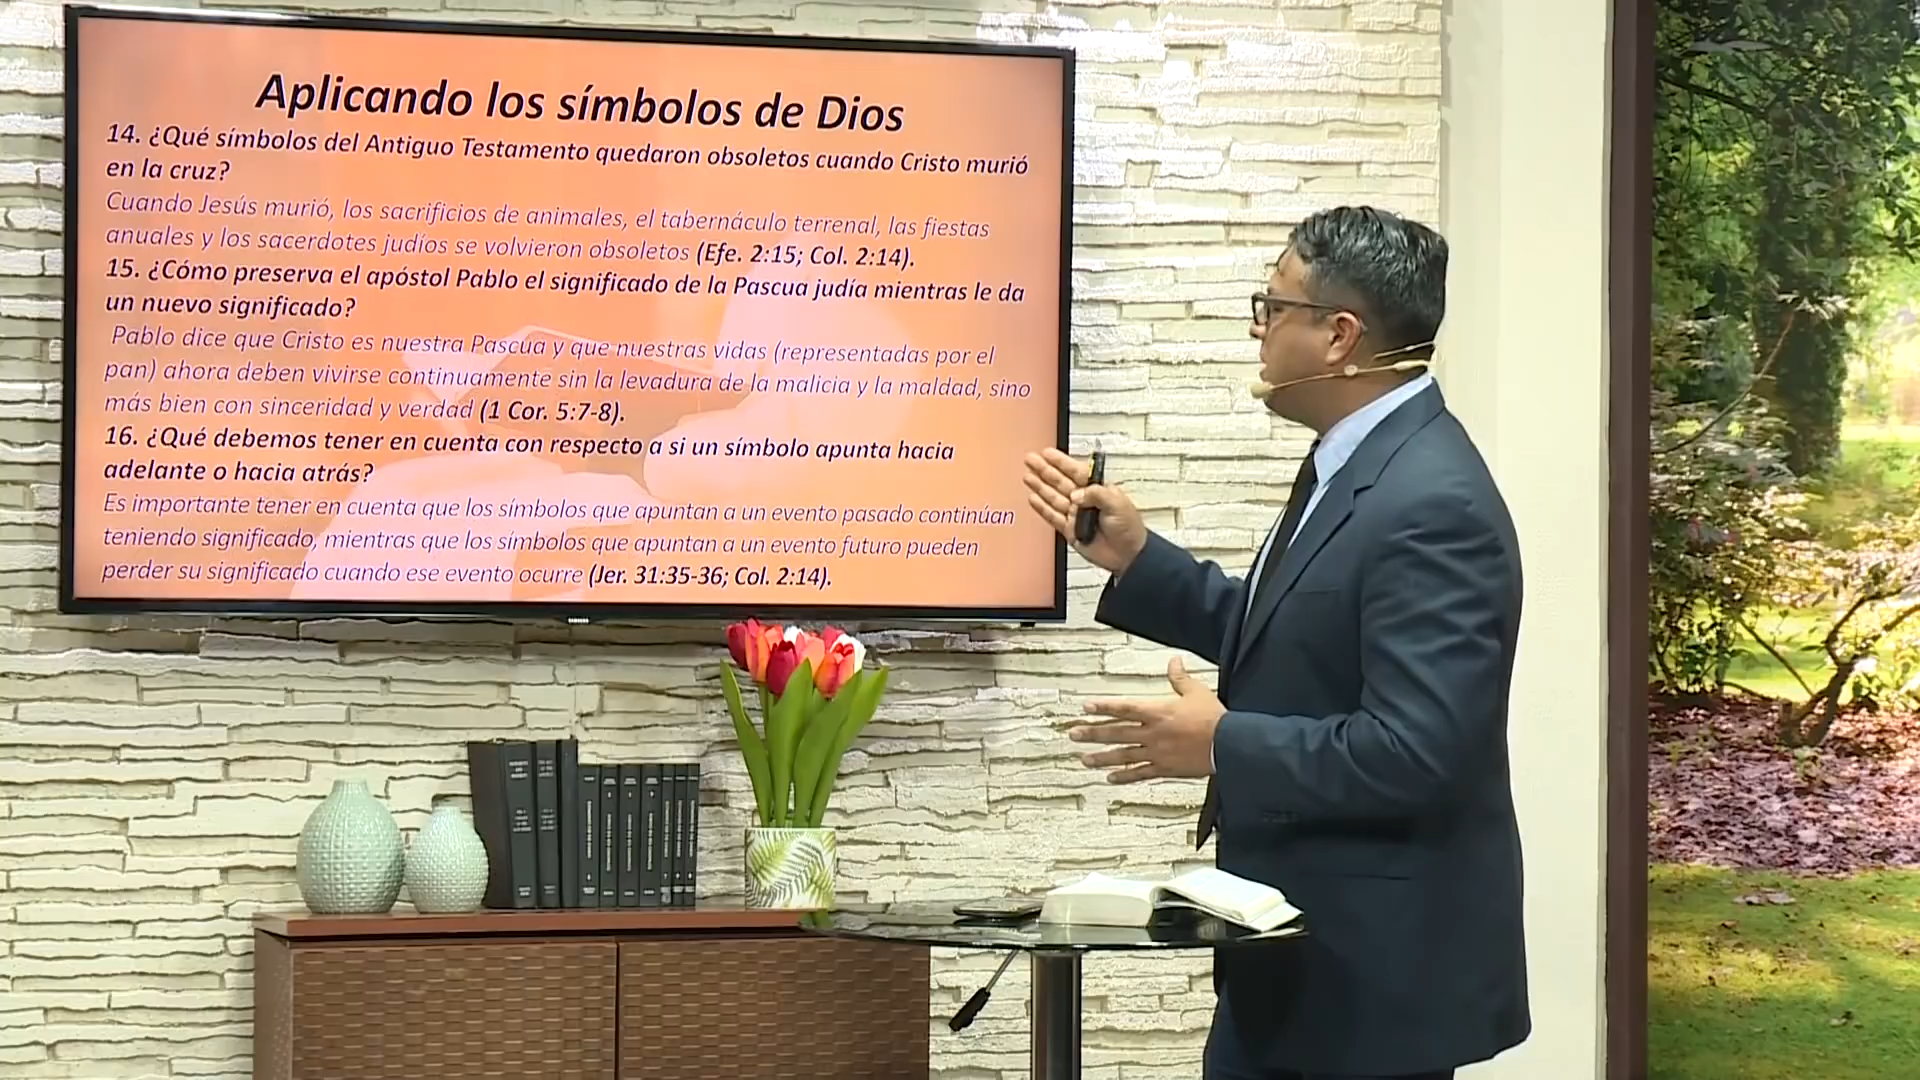 Aplicando los símbolos de Dios
14. ¿Qué símbolos del Antiguo Testamento quedaron obsoletos cuando Cristo murió
en la cruz?
Cuando Jesús murió, los sacrificios de animales, el tabernáculo terrenal, las fiestas
anuales y los sacerdotes judíos se volvieron obsoletos (Efe. 2:15; Col. 2:14).
15. ¿Cómo preserva el apóstol Pablo el significado de la Pascua judía mientras le da
un nuevo significado?
Pablo dice que Cristo es nuestra Pascua y que nuestras vidas (representadas por el
pan) ahora deben vivirse continuamente sin la levadura de la malicia y la maldad, sino
más bien con sinceridad y verdad (1 Cor. 5:7-8).
16. ¿Qué debemos tener en cuenta con respecto a si un símbolo apunta hacia
adelante o hacia atrás?
Es importante tener en cuenta que los símbolos que apuntan a un evento pasado continúan
teniendo significado, mientras que los símbolos que apuntan a un evento futuro pueden
perder su significado cuando ese evento ocurre (Jer. 31:35-36; Col. 2:14).
SAMSUNG